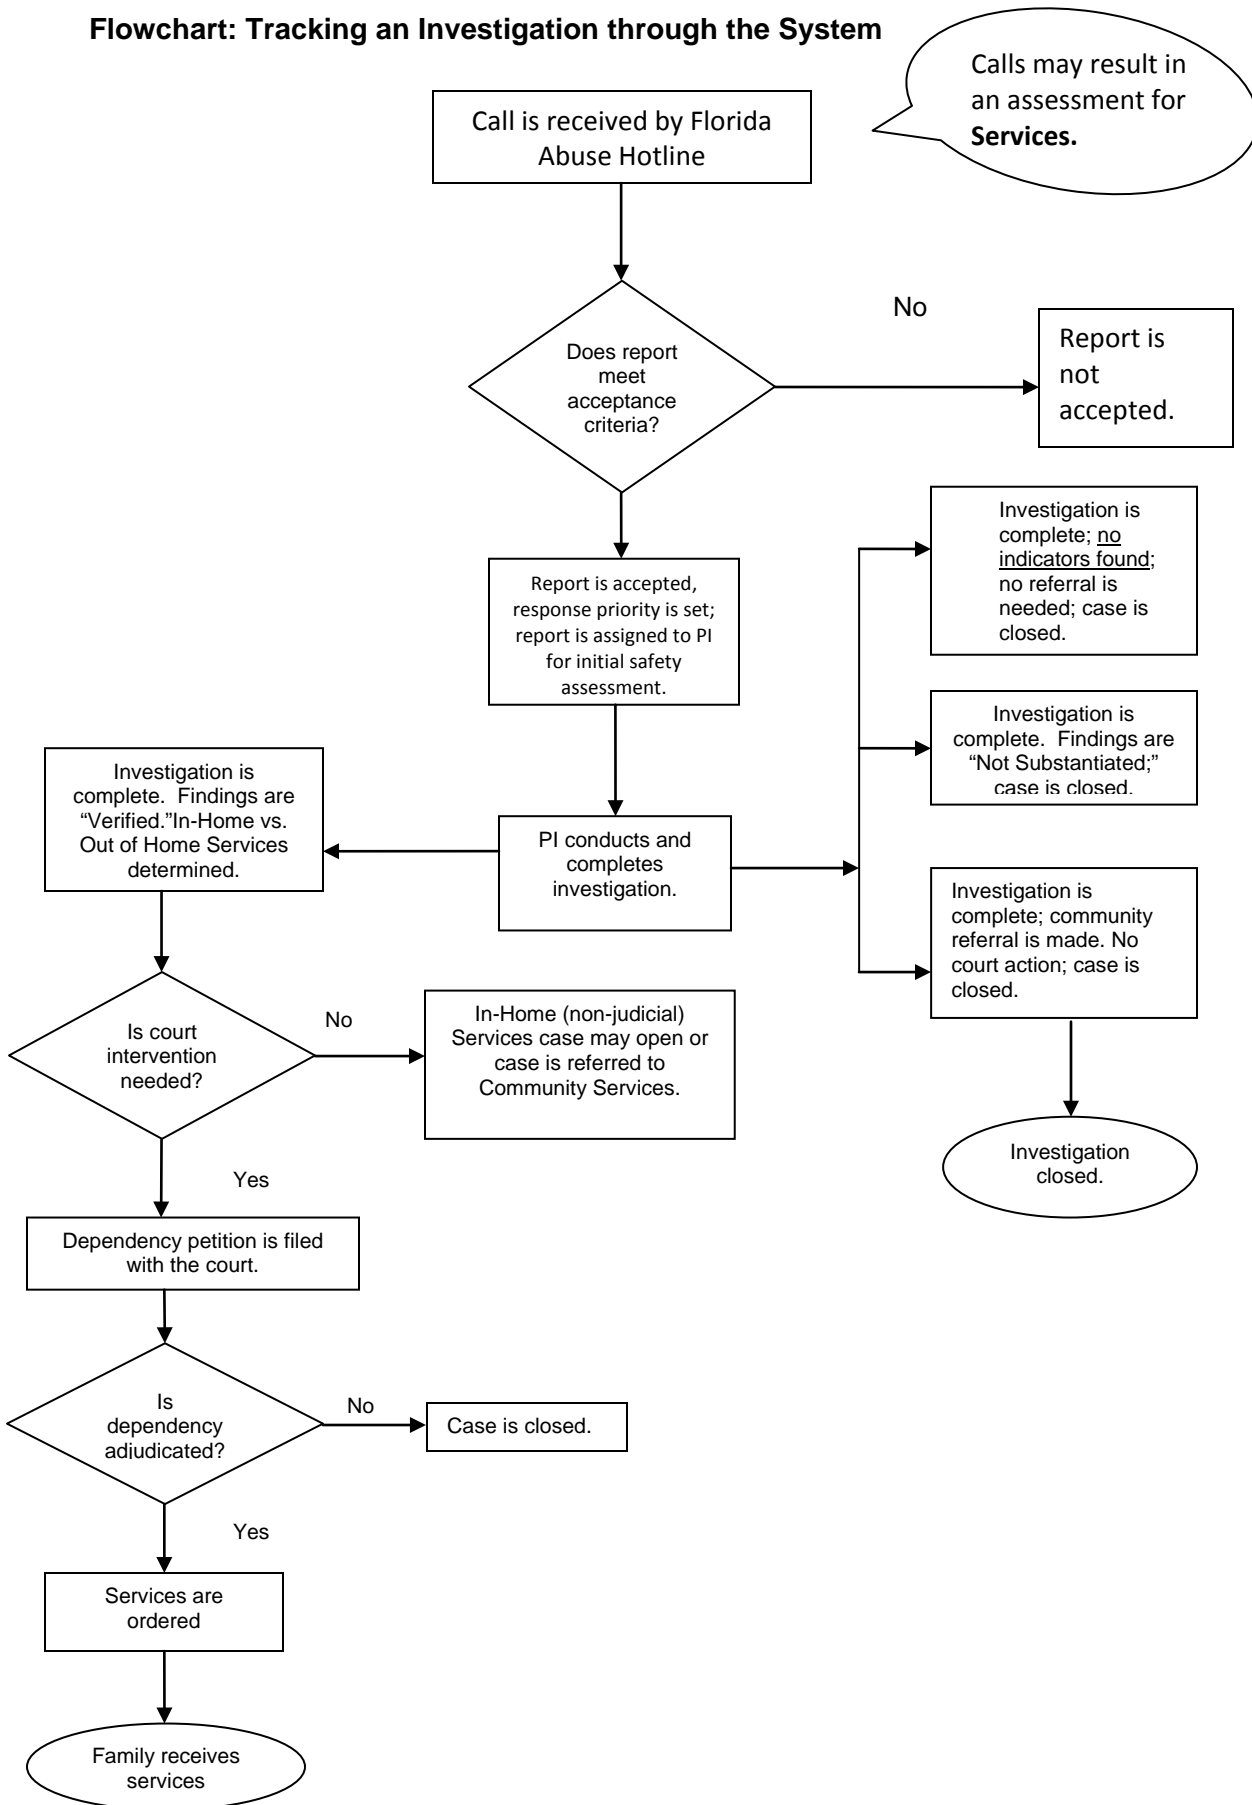 Flowchart: Tracking an Investigation through the System
Calls may result in
an assessment for
Services.
Call is received by Florida
Abuse Hotline
No
Does report
meet
acceptance
criteria?
Report is
not
accepted.
Investigation is
complete; no
indicators found;
no referral is
needed; case is
closed.
Report is accepted,
response priority is set;
report is assigned to PI
for initial safety
assessment.
Investigation is
complete.  Findings are
“Not Substantiated;”
case is closed.
Investigation is
complete.  Findings are
“Verified.”In-Home vs.
Out of Home Services
determined.
PI conducts and
completes
investigation.
Investigation is
complete; community
referral is made. No
court action; case is
closed.
Is court
intervention
needed?
No
In-Home (non-judicial)
Services case may open or
case is referred to
Community Services.
Investigation
closed.
Yes
Dependency petition is filed
with the court.
Is
dependency
adjudicated?
No
Case is closed.
Yes
Services are
ordered
Family receives
services